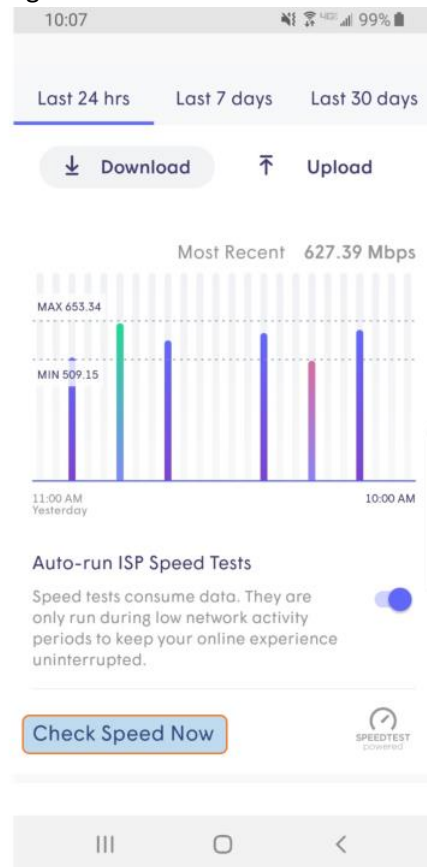 10:07
99%
Last 24 hrs Last 7 days Last 30 days
Download Upload
Most Recent 627.39 Mbps
MAX 653.34
MIN 509.15
11:00 AM 10:00 AM
Yesterday
Auto-run ISP Speed Tests
Speed tests consume data. They are
only run during low network activity
periods to keep your online experience
uninterrupted.
Check Speed Now
SPEEDTEST
powered